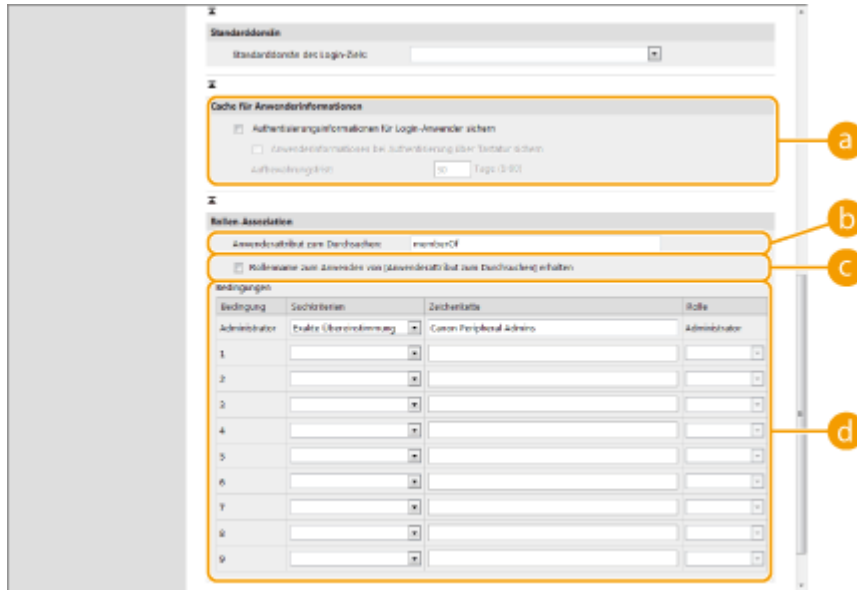 Standarddomäin
Standarddomäne des Login-Ziels:
Cache für Anwenderinformationen
a
Authentisierungsinformationen für Login-Anwender sichern
Anwenderinformationen bei Authentisierung über Tastatur sichern
Aufbewahrungsfrist: 90 Tage (1-90)
Rollen-Assoziation
b
Anwenderattribut zum Durchsuchen: memberOf
c
Rollenname zum Anwenden von [Anwenderattribut zum Durchsuchen] erhalten
Bedingungen
Bedingung Suchkriterien Zeichenkette Rolle
Administrator Exakte Übereinstimmung Canon Peripheral Admins Administrator
1
2
3
4
d
5
6
7
8
9